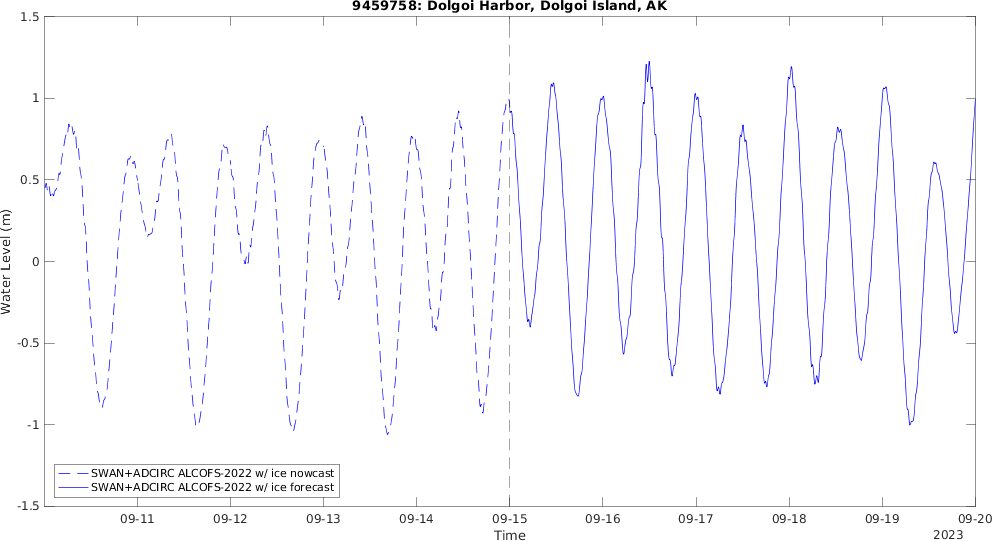 9459758: Dolgoi Harbor, Dolgoi Island, AK
1.5
1
0.5
0
-0.5
-1
-1.5
Water Level (m)
SWAN+ADCIRC ALCOFS-2022 w/ ice nowcast
SWAN+ADCIRC ALCOFS-2022 w/ ice forecast
09-11 09-12 09-13 09-14 09-15 09-16 09-17 09-18 09-19 09-20
Time
2023